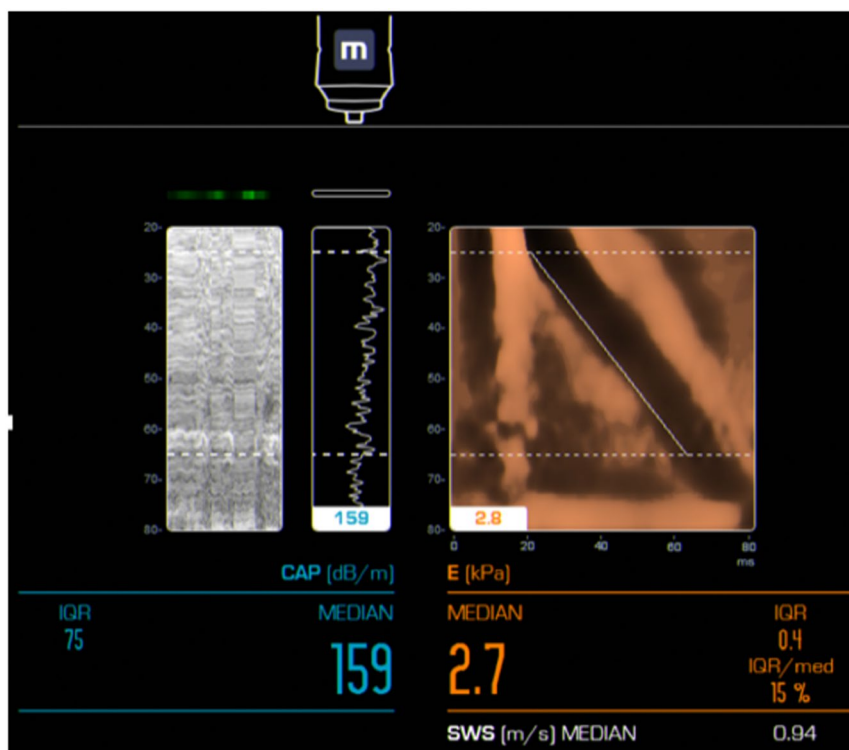 m
20-
30-
40-
50-
60-
70-
80-
159
20-
30-
40-
50-
60-
70-
80-
2.8
0 20 40 60 80
ms
CAP (dB/m)
E (kPa)
IQR
75
MEDIAN
159
MEDIAN
2.7
IQR
0.4
IQR/med
15 %
SWS (m/s) MEDIAN 0.94